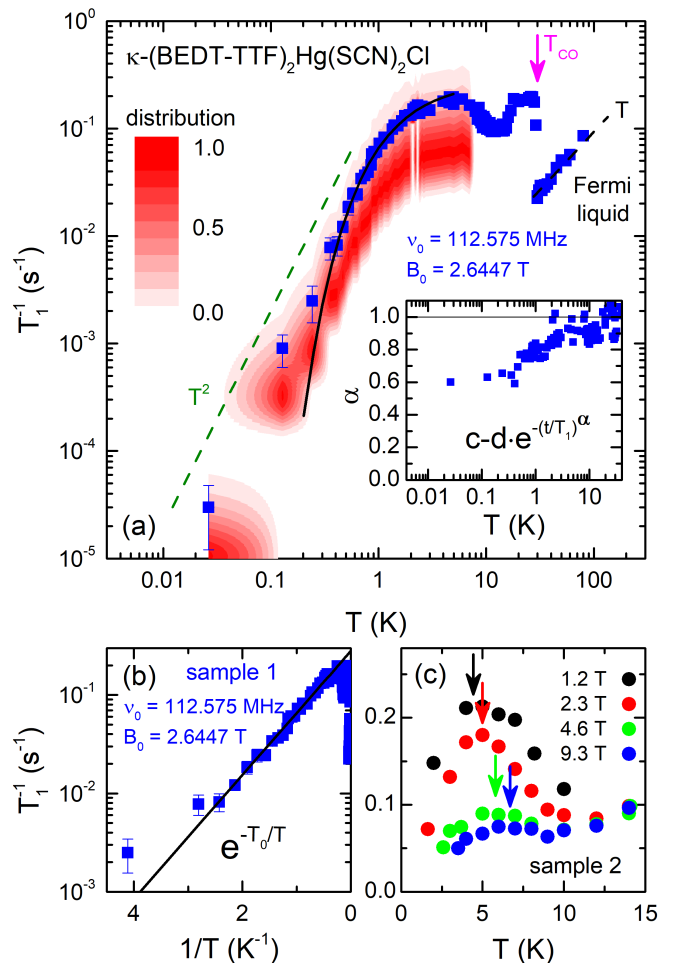 κ-(BEDT-TTF)₂Hg(SCN)₂Cl
T_CO
distribution
1.0
0.5
0.0
T
Fermi
liquid
ν₀ = 112.575 MHz
B₀ = 2.6447 T
T²
(a)
10⁰
10⁻¹
10⁻²
10⁻³
10⁻⁴
10⁻⁵
T₁⁻¹ (s⁻¹)
0.01 0.1 1 10 100
T (K)
1.0
0.8
0.6
0.4
0.2
0.0
α
c-d·e^-(t/T₁)^α
0.01 0.1 1 10
T (K)
(b)
sample 1
ν₀ = 112.575 MHz
B₀ = 2.6447 T
e^-T₀/T
10⁻¹
10⁻²
10⁻³
T₁⁻¹ (s⁻¹)
4 2 0
1/T (K⁻¹)
(c)
1.2 T
2.3 T
4.6 T
9.3 T
sample 2
0.2
0.1
0.0
0 5 10 15
T (K)